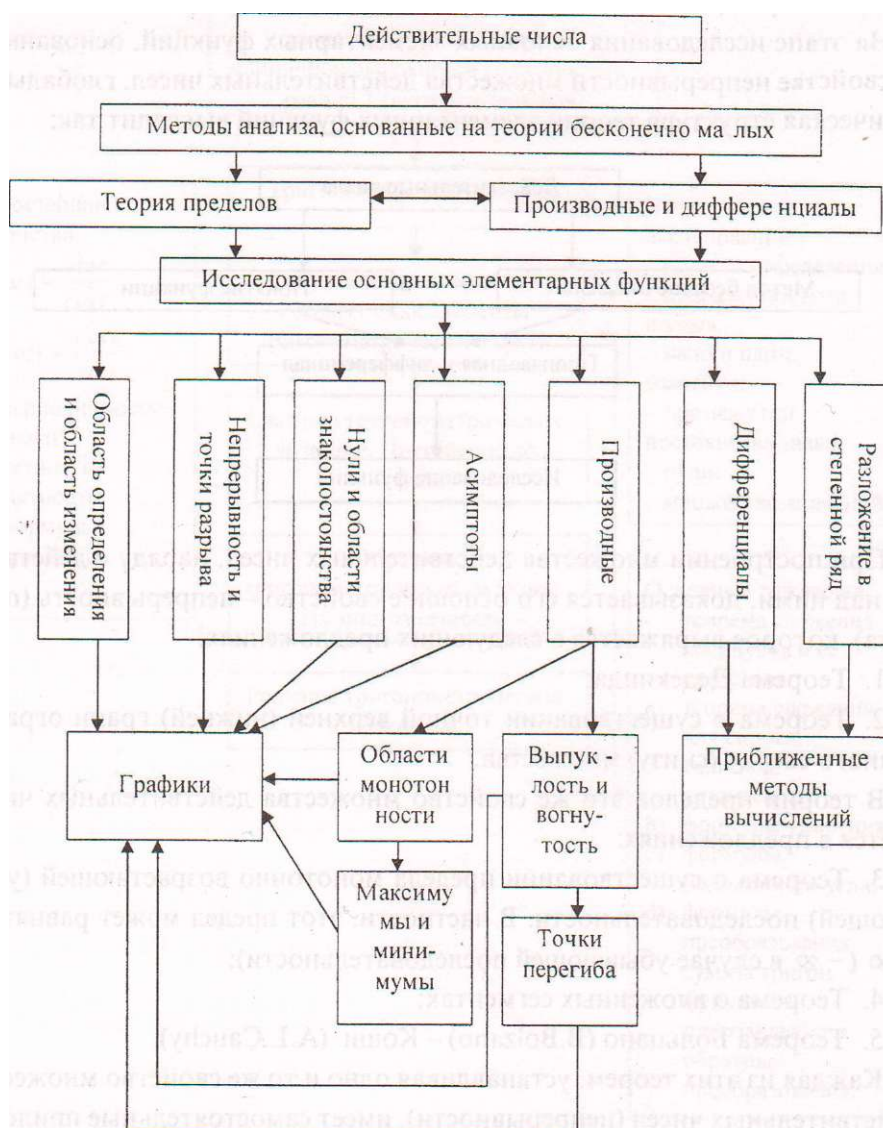 Действительные числа
Методы анализа, основанные на теории бесконечно ма лых
Теория пределов
Производные и диффере нциалы
Исследование основных элементарных функций
Область определения
и область изменения
Непрерывность и
точки разрыва
Нули и области
знакопостоянства
Асимптоты
Производные
Дифференциалы
Разложение в
степенной ряд
Графики
Области
моготон
ности
Выпук
лость и
вогну-
тость
Приближенные
методы
вычислений
Максиму
мы и
мини-
мумы
Точки
перегиба